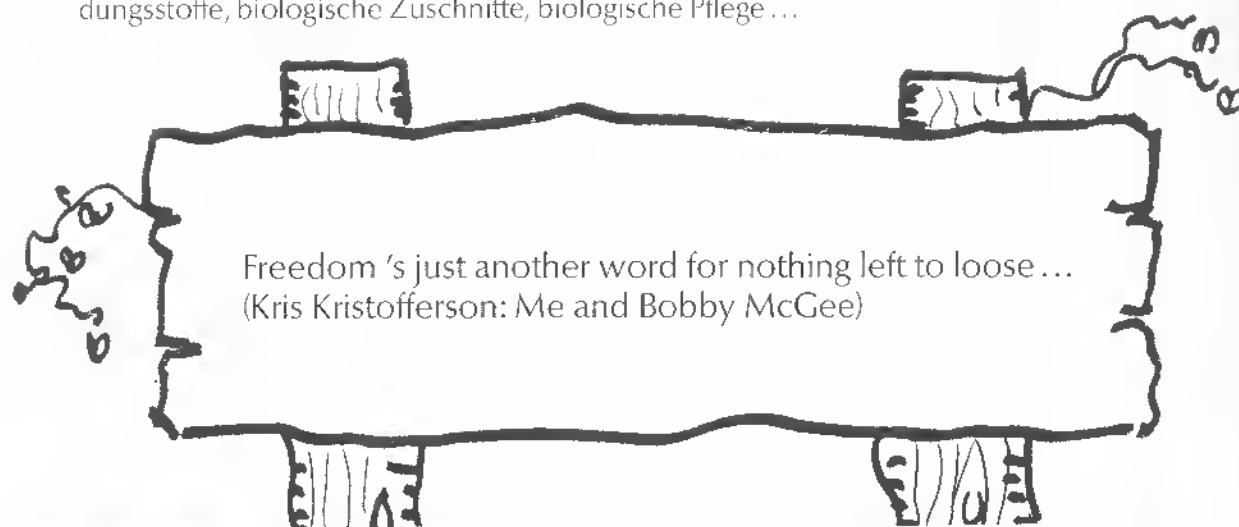 dungsstoffe, biologische Zuschnitte, biologische Pflege…
Freedom 's just another word for nothing left to loose…
(Kris Kristofferson: Me and Bobby McGee)